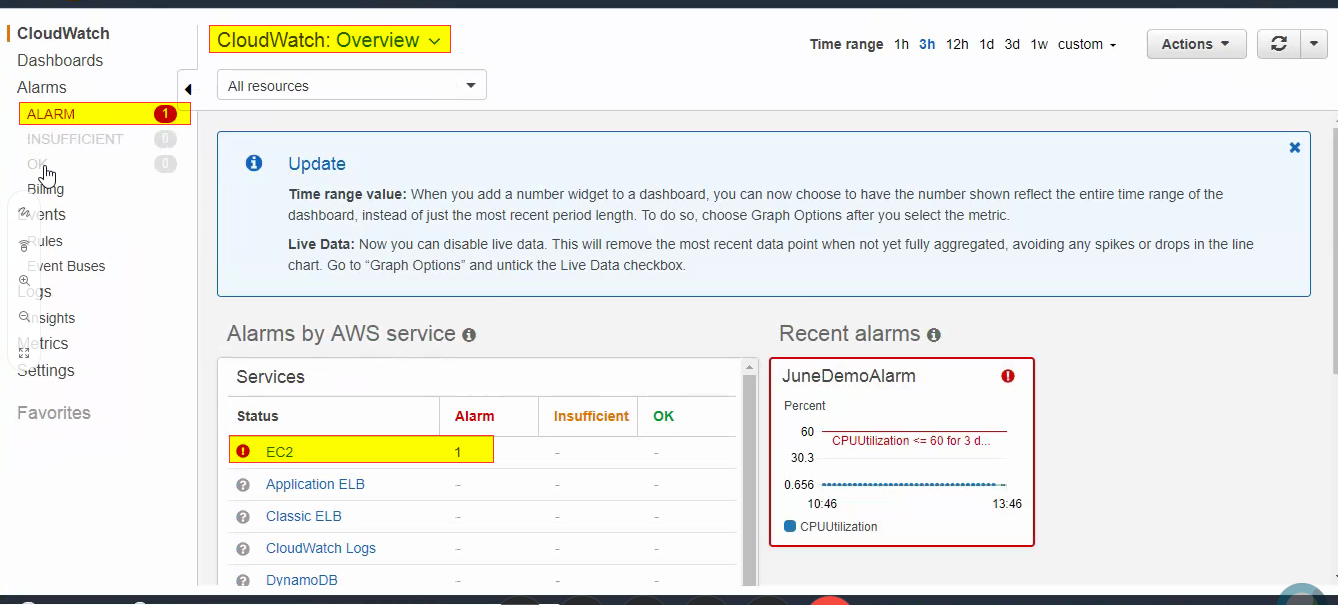 CloudWatch
Dashboards
Alarms
ALARM 1
INSUFFICIENT 0
OK 0
Billing
Events
Rules
Event Buses
Logs
Insights
Metrics
Settings
Favorites
CloudWatch: Overview
Time range 1h 3h 12h 1d 3d 1w custom
Actions
All resources
Update
Time range value: When you add a number widget to a dashboard, you can now choose to have the number shown reflect the entire time range of the
dashboard, instead of just the most recent period length. To do so, choose Graph Options after you select the metric.
Live Data: Now you can disable live data. This will remove the most recent data point when not yet fully aggregated, avoiding any spikes or drops in the line
chart. Go to “Graph Options” and untick the Live Data checkbox.
Alarms by AWS service
Services
Status Alarm Insufficient OK
EC2 1 - -
Application ELB - - -
Classic ELB - - -
CloudWatch Logs - - -
DynamoDB - - -
Recent alarms
JuneDemoAlarm
Percent
60
CPUUtilization <= 60 for 3 d...
30.3
0.656
10:46 13:46
CPUUtilization